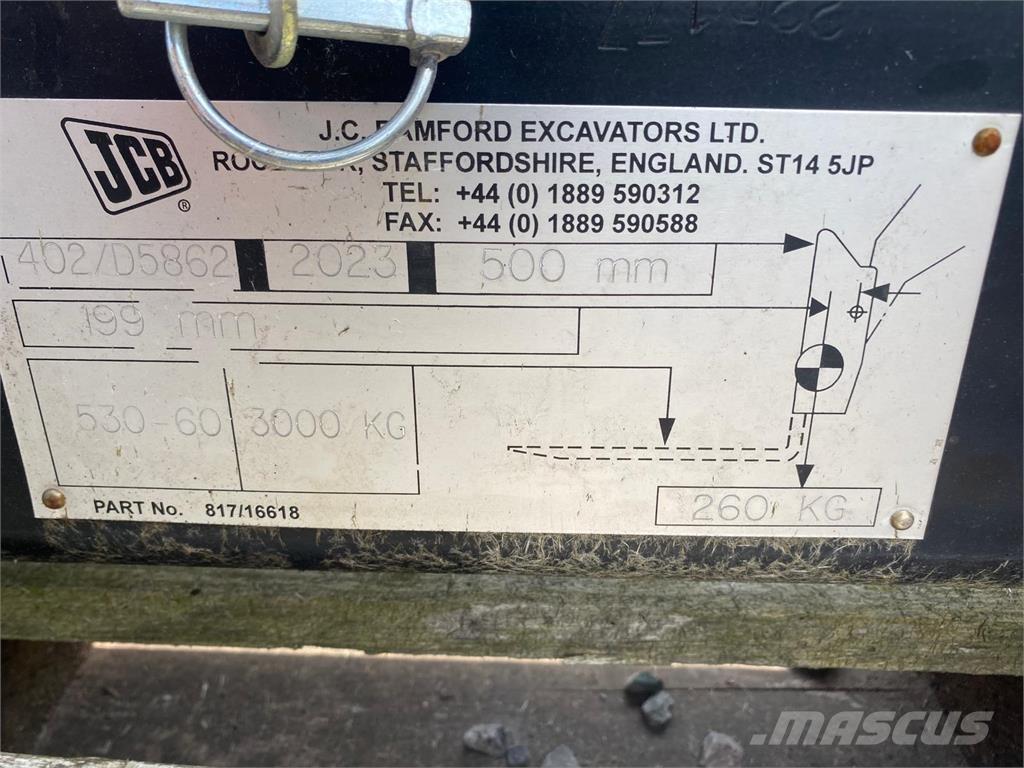 JCB
®
J.C. BAMFORD EXCAVATORS LTD.
STAFFORDSHIRE, ENGLAND. ST14 5JP
TEL: +44 (0) 1889 590312
FAX: +44 (0) 1889 590588
402/D5862 2023 500 mm
199 mm
530-60 3000 KG
260 KG
PART No. 817/16618
MASCUS